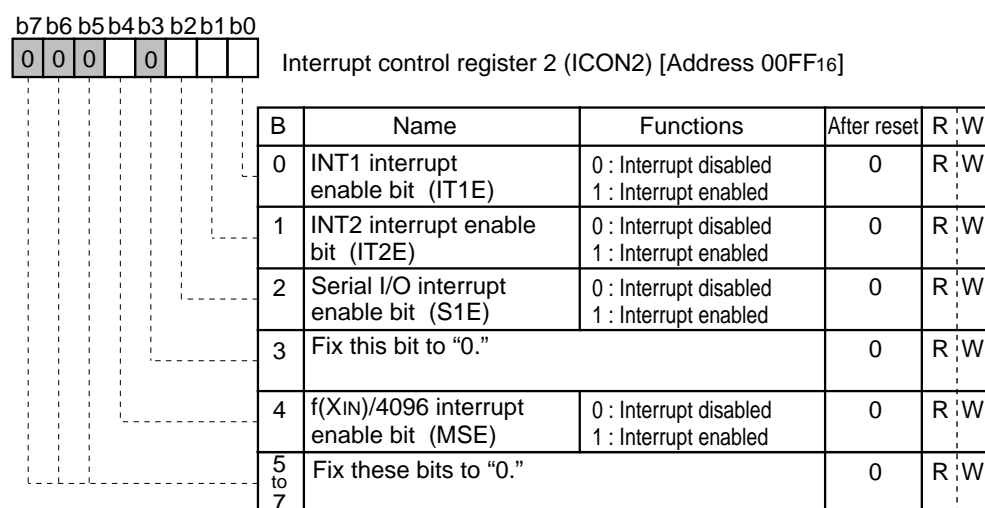 b7 b6 b5 b4 b3 b2 b1 b0
0 0 0 0
Interrupt control register 2 (ICON2) [Address 00FF16]
B Name Functions After reset R W
0 INT1 interrupt enable bit (IT1E) 0 : Interrupt disabled 1 : Interrupt enabled 0 R W
1 INT2 interrupt enable bit (IT2E) 0 : Interrupt disabled 1 : Interrupt enabled 0 R W
2 Serial I/O interrupt enable bit (S1E) 0 : Interrupt disabled 1 : Interrupt enabled 0 R W
3 Fix this bit to “0.” 0 R W
4 f(XIN)/4096 interrupt enable bit (MSE) 0 : Interrupt disabled 1 : Interrupt enabled 0 R W
5 to 7 Fix these bits to “0.” 0 R W